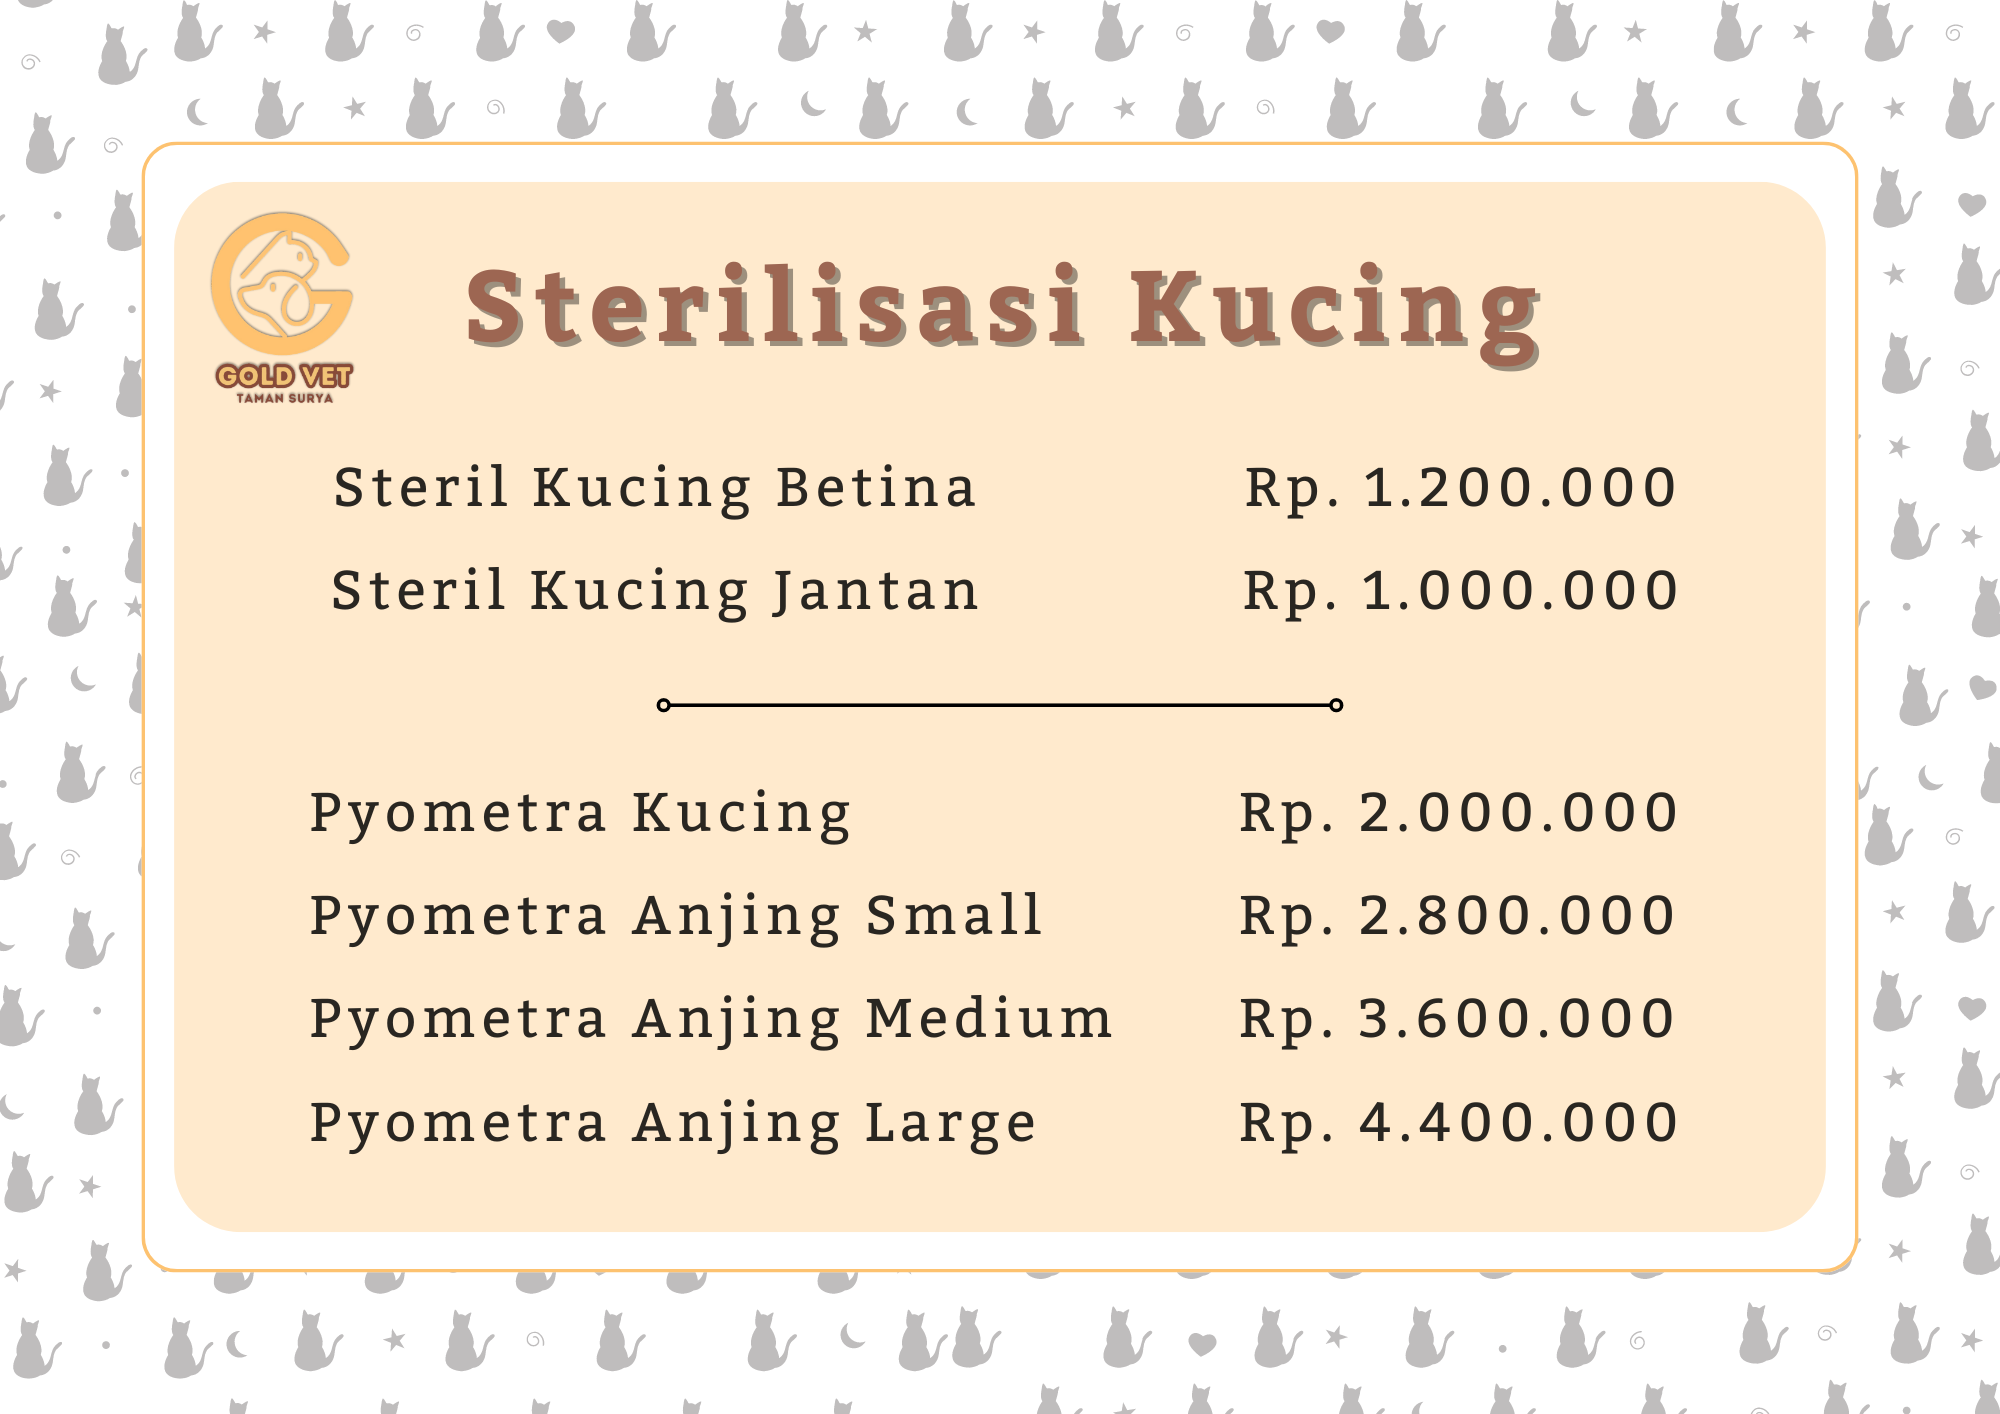 GOLD VET
TAMAN SURYA
Sterilisasi Kucing
Steril Kucing Betina Rp. 1.200.000
Steril Kucing Jantan Rp. 1.000.000
Pyometra Kucing Rp. 2.000.000
Pyometra Anjing Small Rp. 2.800.000
Pyometra Anjing Medium Rp. 3.600.000
Pyometra Anjing Large Rp. 4.400.000